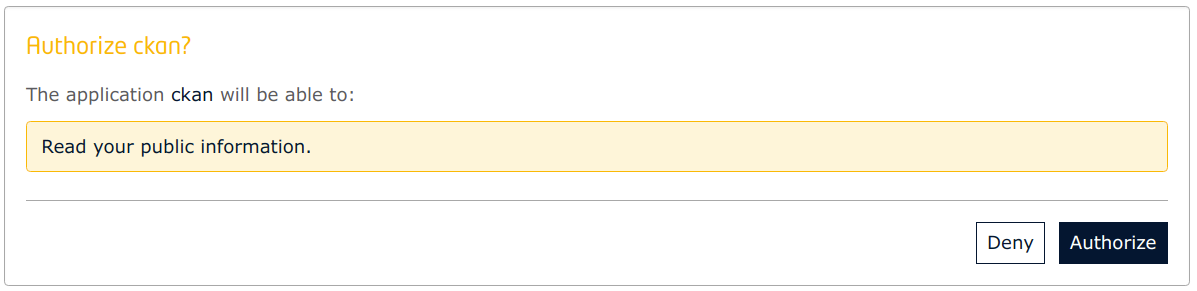 Authorize ckan?
The application ckan will be able to:
Read your public information.
Deny Authorize